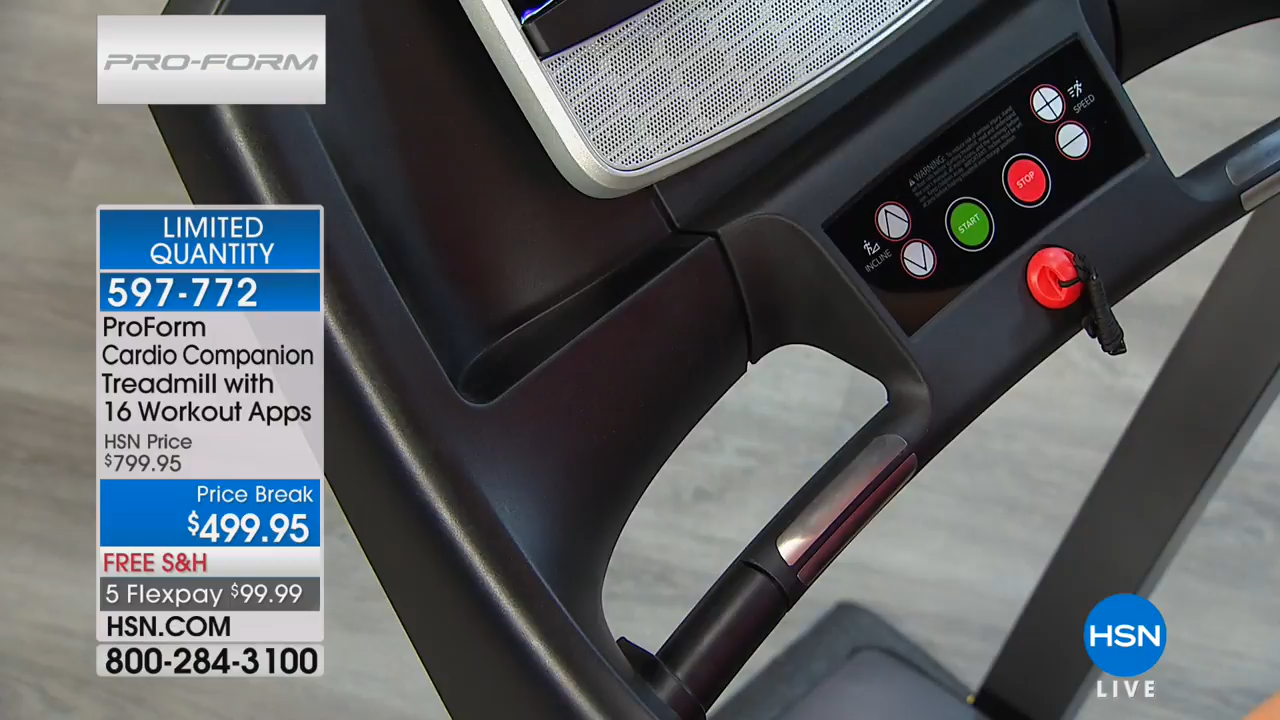 PRO-FORM
LIMITED
QUANTITY
597-772
ProForm
Cardio Companion
Treadmill with
16 Workout Apps
HSN Price
$799.95
Price Break
$499.95
FREE S&H
5 Flexpay $99.99
HSN.COM
800-284-3100
WARNING:
SPEED
STOP
START
INCLINE
HSN
LIVE